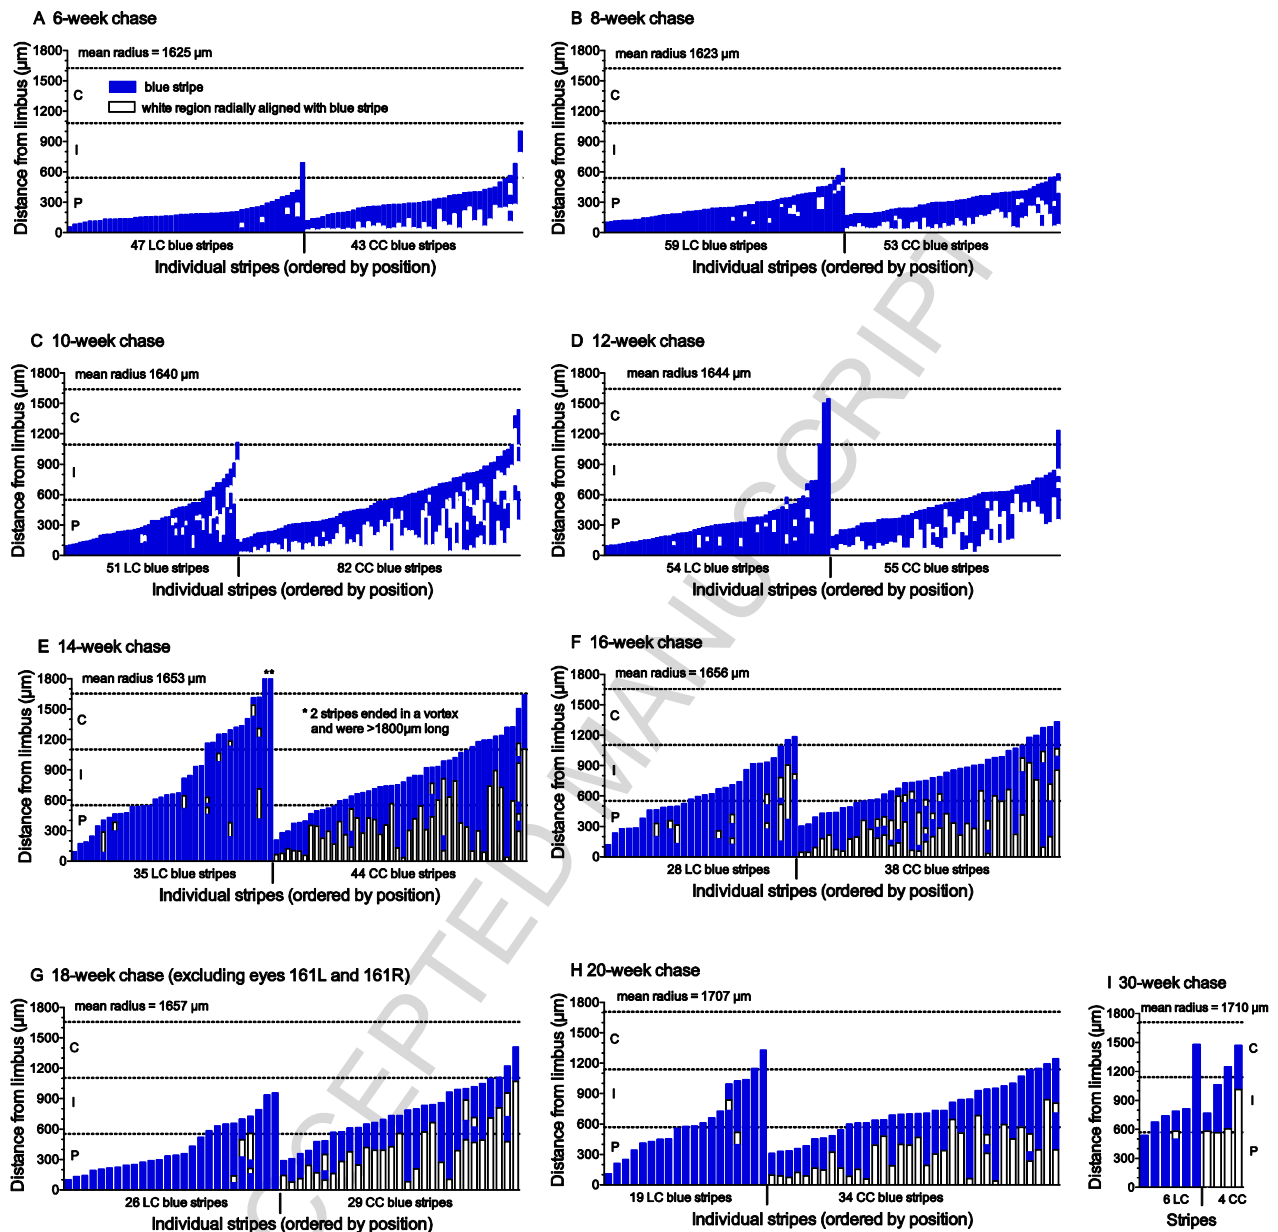 A 6-week chase
mean radius = 1625 µm
Distance from limbus (µm)
1800
1500
1200
900
600
300
0
C
I
P
blue stripe
white region radially aligned with blue stripe
47 LC blue stripes
43 CC blue stripes
Individual stripes (ordered by position)
B 8-week chase
mean radius 1623 µm
Distance from limbus (µm)
1800
1500
1200
900
600
300
0
C
I
P
59 LC blue stripes
53 CC blue stripes
Individual stripes (ordered by position)
C 10-week chase
mean radius 1640 µm
Distance from limbus (µm)
1800
1500
1200
900
600
300
0
C
I
P
51 LC blue stripes
82 CC blue stripes
Individual stripes (ordered by position)
D 12-week chase
mean radius 1644 µm
Distance from limbus (µm)
1800
1500
1200
900
600
300
0
C
I
P
54 LC blue stripes
55 CC blue stripes
Individual stripes (ordered by position)
E 14-week chase
mean radius 1653 µm
Distance from limbus (µm)
1800
1500
1200
900
600
300
0
C
I
P
**
* 2 stripes ended in a vortex
and were >1800µm long
35 LC blue stripes
44 CC blue stripes
Individual stripes (ordered by position)
F 16-week chase
mean radius = 1656 µm
Distance from limbus (µm)
1800
1500
1200
900
600
300
0
C
I
P
28 LC blue stripes
38 CC blue stripes
Individual stripes (ordered by position)
G 18-week chase (excluding eyes 161L and 161R)
mean radius = 1657 µm
Distance from limbus (µm)
1800
1500
1200
900
600
300
0
C
I
P
26 LC blue stripes
29 CC blue stripes
Individual stripes (ordered by position)
H 20-week chase
mean radius = 1707 µm
Distance from limbus (µm)
1800
1500
1200
900
600
300
0
C
I
P
19 LC blue stripes
34 CC blue stripes
Individual stripes (ordered by position)
I 30-week chase
mean radius = 1710 µm
Distance from limbus (µm)
1800
1500
1200
900
600
300
0
C
I
P
6 LC
4 CC
Stripes
CCEPTED MANUSCRIPT